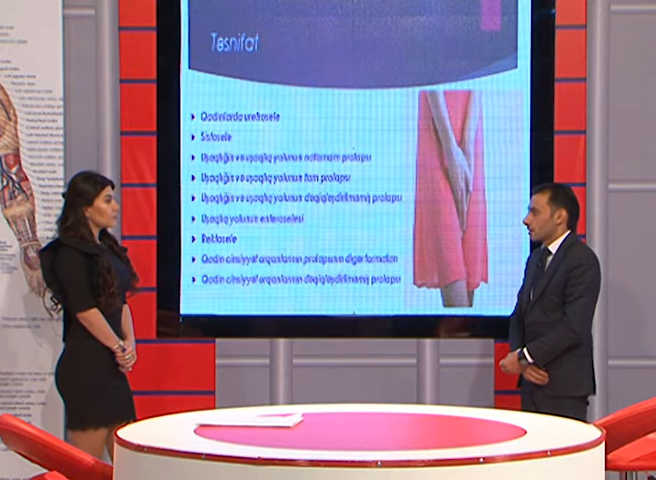 Təsnifat
Qadınlarda uretrosele
Sistosele
Uşaqlığın və uşaqlıq yolunun natamam prolapsı
Uşaqlığın və uşaqlıq yolunun tam prolapsı
Uşaqlığın və uşaqlıq yolunun dəqiqləşdirilməmiş prolapsı
Uşaqlıq yolunun enteroselesi
Rektosele
Qadın cinsiyyət orqanlarının prolapsının digər formaları
Qadın cinsiyyət orqanlarının dəqiqləşdirilməmiş prolapsı